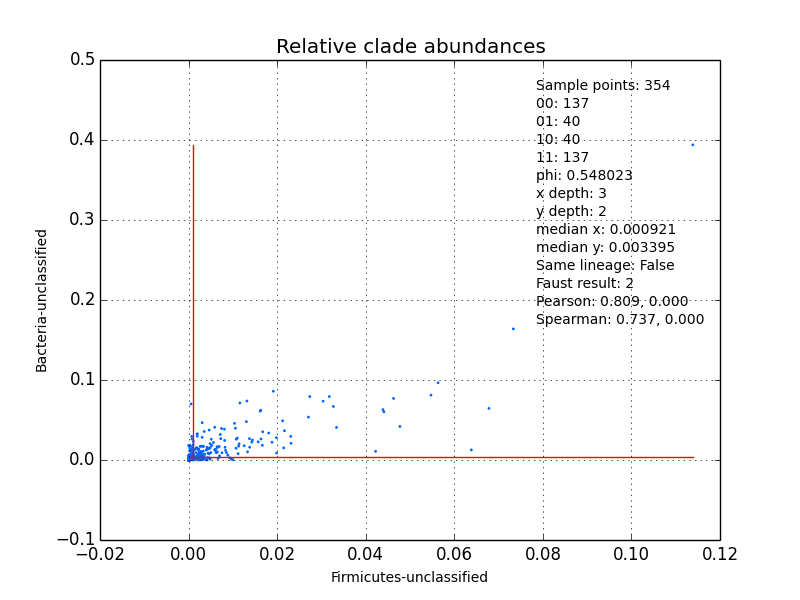 Relative clade abundances
0.5
0.4
0.3
0.2
0.1
0.0
−0.1
Bacteria-unclassified
Sample points: 354
00: 137
01: 40
10: 40
11: 137
phi: 0.548023
x depth: 3
y depth: 2
median x: 0.000921
median y: 0.003395
Same lineage: False
Faust result: 2
Pearson: 0.809, 0.000
Spearman: 0.737, 0.000
−0.02 0.00 0.02 0.04 0.06 0.08 0.10 0.12
Firmicutes-unclassified